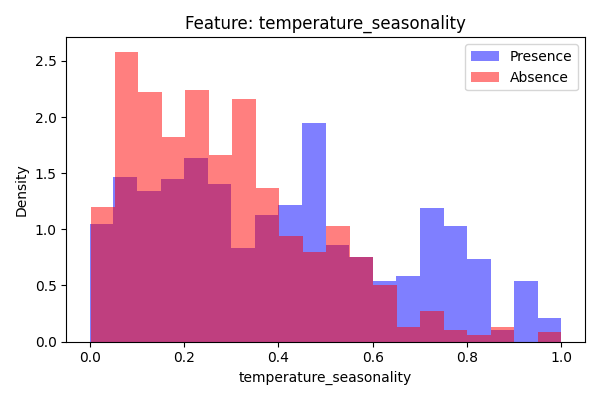 Feature: temperature_seasonality
Presence
Absence
Density
2.5
2.0
1.5
1.0
0.5
0.0
0.0 0.2 0.4 0.6 0.8 1.0
temperature_seasonality